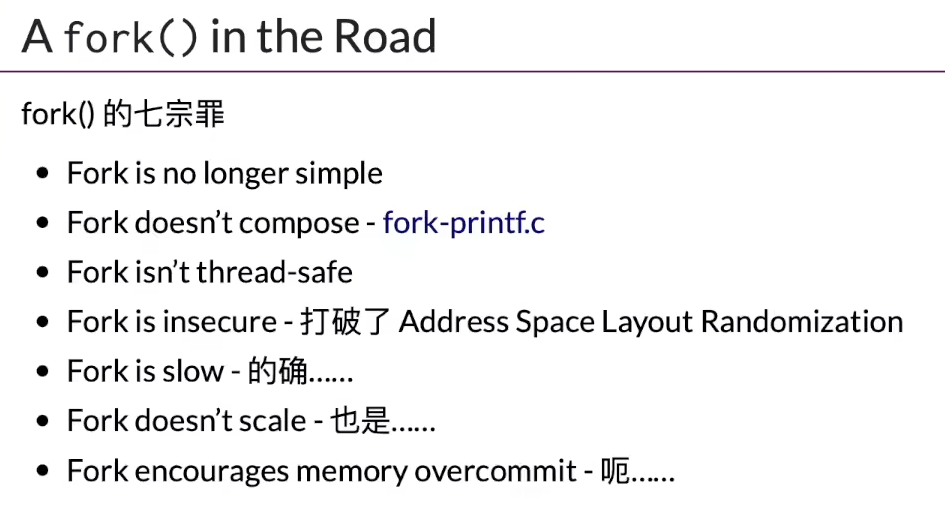 A fork() in the Road
fork() 的七宗罪
• Fork is no longer simple
• Fork doesn’t compose - fork-printf.c
• Fork isn’t thread-safe
• Fork is insecure - 打破了 Address Space Layout Randomization
• Fork is slow - 的确……
• Fork doesn’t scale - 也是……
• Fork encourages memory overcommit - 呃……